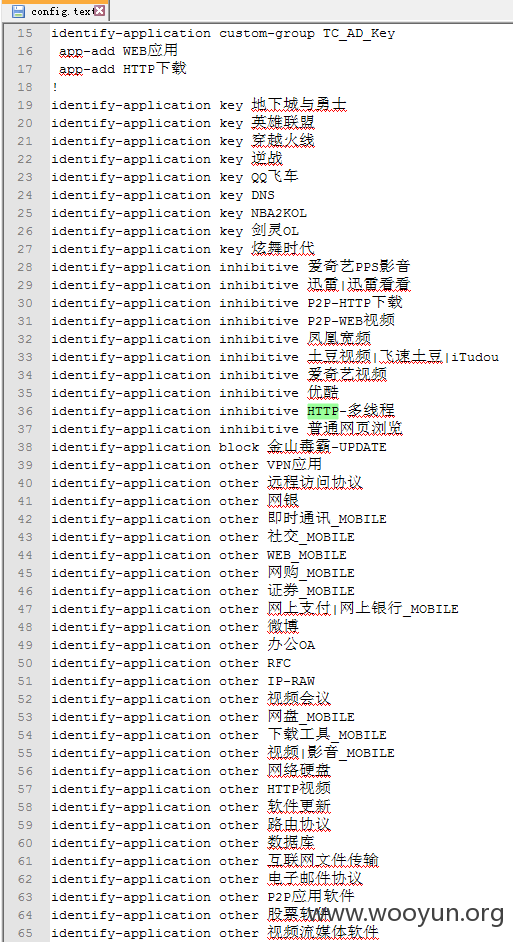 config.text
15 identify-application custom-group TC_AD_Key
16 app-add WEB应用
17 app-add HTTP下载
18 !
19 identify-application key 地下城与勇士
20 identify-application key 英雄联盟
21 identify-application key 穿越火线
22 identify-application key 逆战
23 identify-application key QQ飞车
24 identify-application key DNS
25 identify-application key NBA2KOL
26 identify-application key 剑灵OL
27 identify-application key 炫舞时代
28 identify-application inhibitive 爱奇艺PPS影音
29 identify-application inhibitive 迅雷|迅雷看看
30 identify-application inhibitive P2P-HTTP下载
31 identify-application inhibitive P2P-WEB视频
32 identify-application inhibitive 凤凰宽频
33 identify-application inhibitive 土豆视频|飞速土豆|iTudou
34 identify-application inhibitive 爱奇艺视频
35 identify-application inhibitive 优酷
36 identify-application inhibitive HTTP-多线程
37 identify-application inhibitive 普通网页浏览
38 identify-application block 金山毒霸-UPDATE
39 identify-application other VPN应用
40 identify-application other 远程访问协议
41 identify-application other 网银
42 identify-application other 即时通讯_MOBILE
43 identify-application other 社交_MOBILE
44 identify-application other WEB_MOBILE
45 identify-application other 网购_MOBILE
46 identify-application other 证券_MOBILE
47 identify-application other 网上支付|网上银行_MOBILE
48 identify-application other 微博
49 identify-application other 办公OA
50 identify-application other RFC
51 identify-application other IP-RAW
52 identify-application other 视频会议
53 identify-application other 网盘_MOBILE
54 identify-application other 下载工具_MOBILE
55 identify-application other 视频|影音_MOBILE
56 identify-application other 网络硬盘
57 identify-application other HTTP视频
58 identify-application other 软件更新
59 identify-application other 路由协议
60 identify-application other 数据库
61 identify-application other 互联网文件传输
62 identify-application other 电子邮件协议
63 identify-application other P2P应用软件
64 identify-application other 股票软件
www.wooyun.org
65 identify-application other 视频流媒体软件